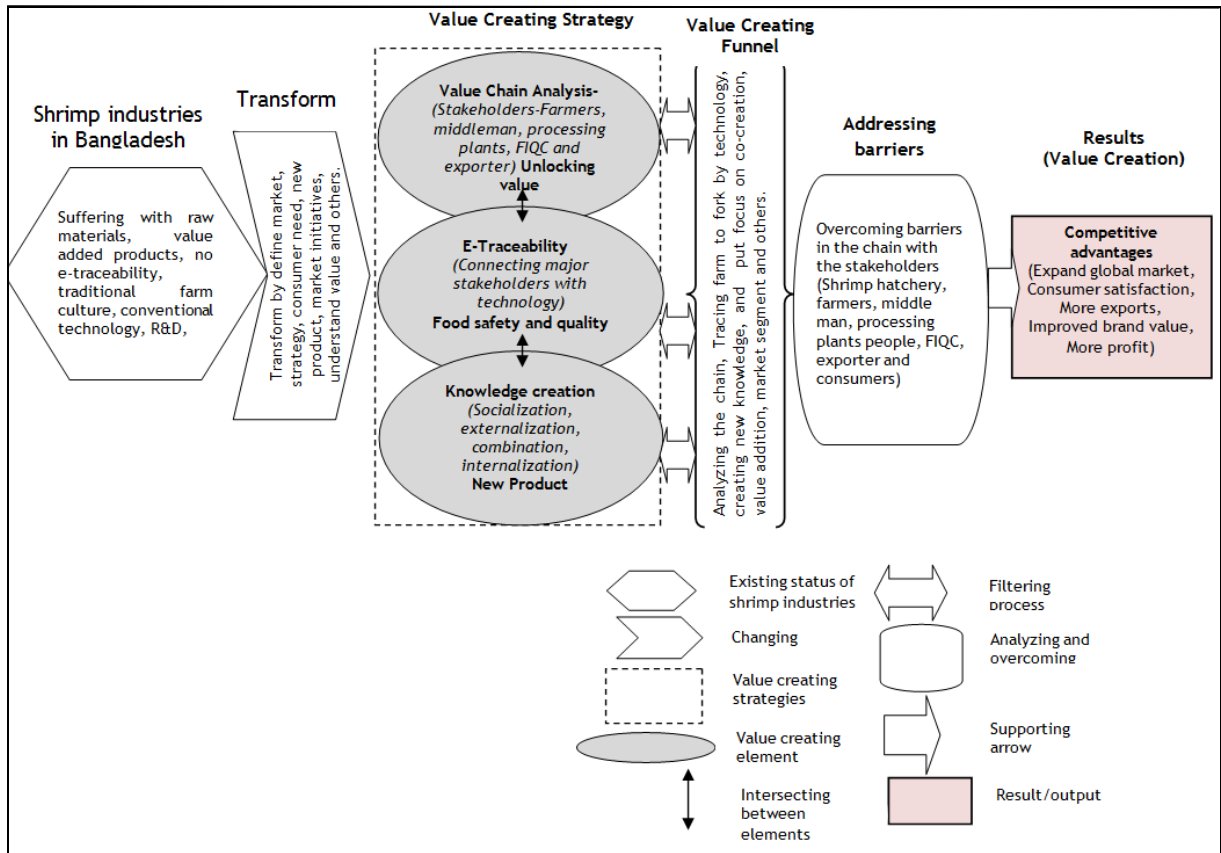 Value Creating Strategy
Value Creating
Funnel
Shrimp industries
in Bangladesh
Transform
Addressing
barriers
Results
(Value Creation)
Suffering with raw
materials, value
added products, no
e-traceability,
traditional farm
culture, conventional
technology, R&D,
Transform by define market,
strategy, consumer need, new
product, market initiatives,
understand value and others.
Value Chain Analysis-
(Stakeholders-Farmers,
middleman, processing
plants, FIQC and
exporter) Unlocking
value
E-Traceability
(Connecting major
stakeholders with
technology)
Food safety and quality
Knowledge creation
(Socialization,
externalization,
combination,
internalization)
New Product
Analyzing the chain, Tracing farm to fork by technology,
creating new knowledge, and put focus on co-creation,
value addition, market segment and others.
Overcoming barriers
in the chain with
the stakeholders
(Shrimp hatchery,
farmers, middle
man, processing
plants people, FIQC,
exporter and
consumers)
Competitive
advantages
(Expand global market,
Consumer satisfaction,
More exports,
Improved brand value,
More profit)
Existing status of
shrimp industries
Changing
Value creating
strategies
Value creating
element
Intersecting
between
elements
Filtering
process
Analyzing and
overcoming
Supporting
arrow
Result/output